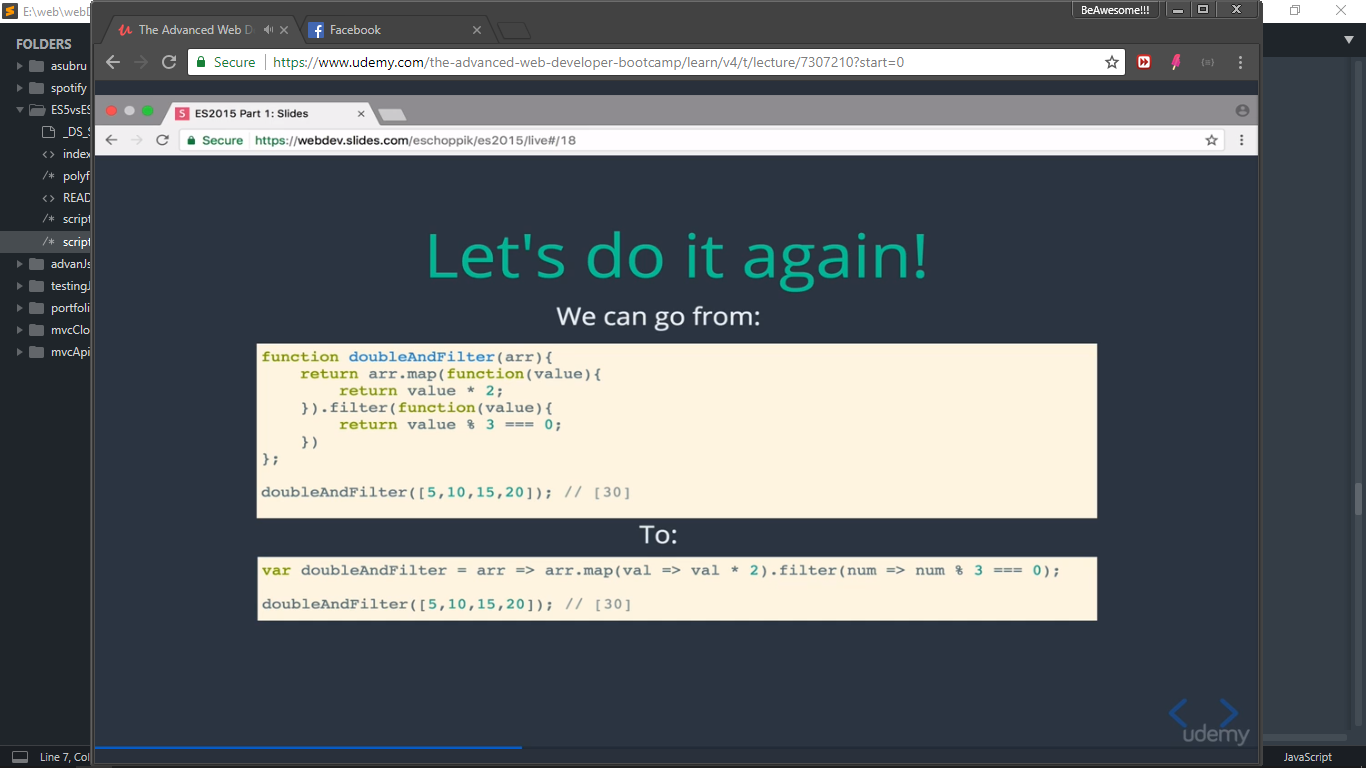 E:\web\webD
BeAwesome!!!
The Advanced Web D
Facebook
Secure
https://www.udemy.com/the-advanced-web-developer-bootcamp/learn/v4/t/lecture/7307210?start=0
FOLDERS
asubru
spotify
ES5vsES
_DS_S
index
polyf
READ
script
script
advanJs
testingJ
portfoli
mvcClo
mvcApi
ES2015 Part 1: Slides
Secure
https://webdev.slides.com/eschoppik/es2015/live#/18
Let's do it again!
We can go from:
function doubleAndFilter(arr){
    return arr.map(function(value){
        return value * 2;
    }).filter(function(value){
        return value % 3 === 0;
    })
};
doubleAndFilter([5,10,15,20]); // [30]
To:
var doubleAndFilter = arr => arr.map(val => val * 2).filter(num => num % 3 === 0);
doubleAndFilter([5,10,15,20]); // [30]
udemy
Line 7, Col
JavaScript